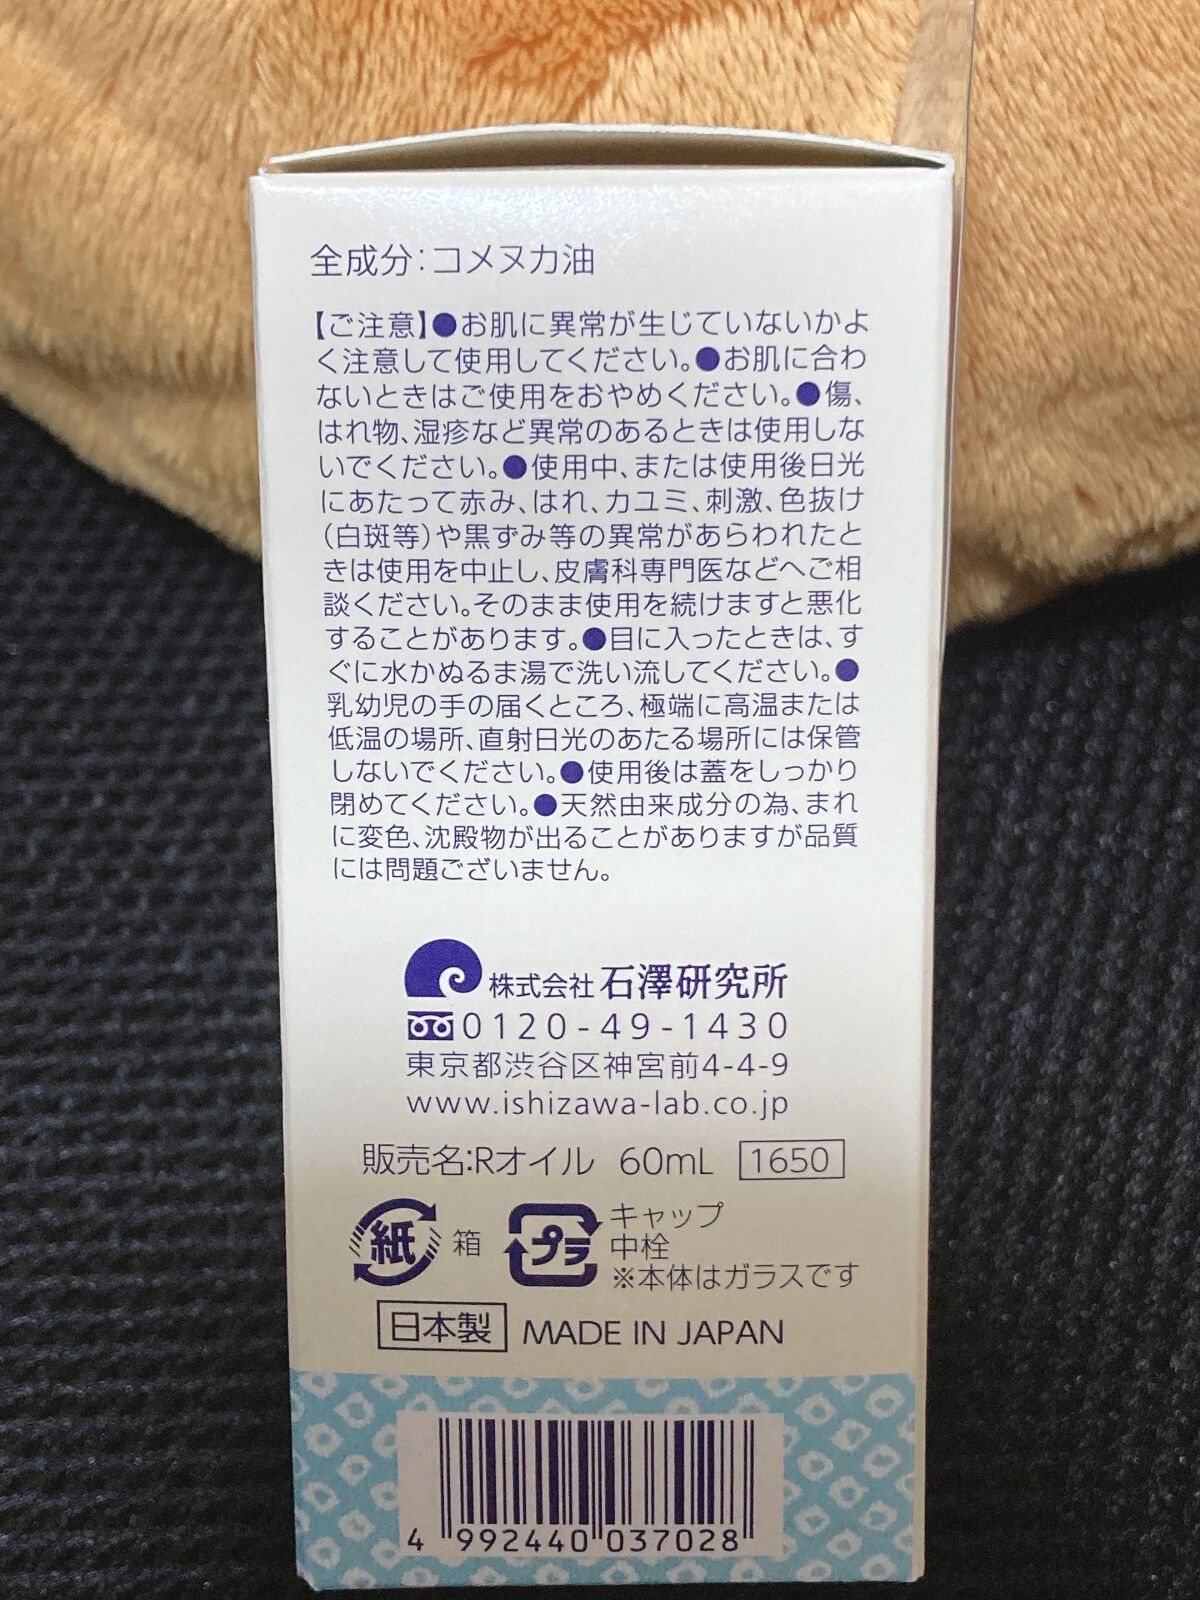 全成分：コメヌカ油
【ご注意】●お肌に異常が生じていないかよ
く注意して使用してください。●お肌に合わ
ないときはご使用をおやめください。●傷、
はれ物、湿疹など異常のあるときは使用しな
いでください。●使用中、または使用後日光
にあたって赤み、はれ、カユミ、刺激、色抜け
（白斑等）や黒ずみ等の異常があらわれたと
きは使用を中止し、皮膚科専門医などへご相
談ください。そのまま使用を続けますと悪化
することがあります。●目に入ったときは、す
ぐに水かぬるま湯で洗い流してください。●
乳幼児の手の届くところ、極端に高温または
低温の場所、直射日光のあたる場所には保管
しないでください。●使用後は蓋をしっかり
閉めてください。●天然由来成分の為、まれ
に変色、沈殿物が出ることがありますが品質
には問題ございません。
株式会社 石澤研究所
0120-49-1430
東京都渋谷区神宮前4-4-9
www.ishizawa-lab.co.jp
販売名:Rオイル 60mL 1650
紙 箱 プラ キャップ
中栓
※本体はガラスです
日本製 MADE IN JAPAN
4 992440 037028